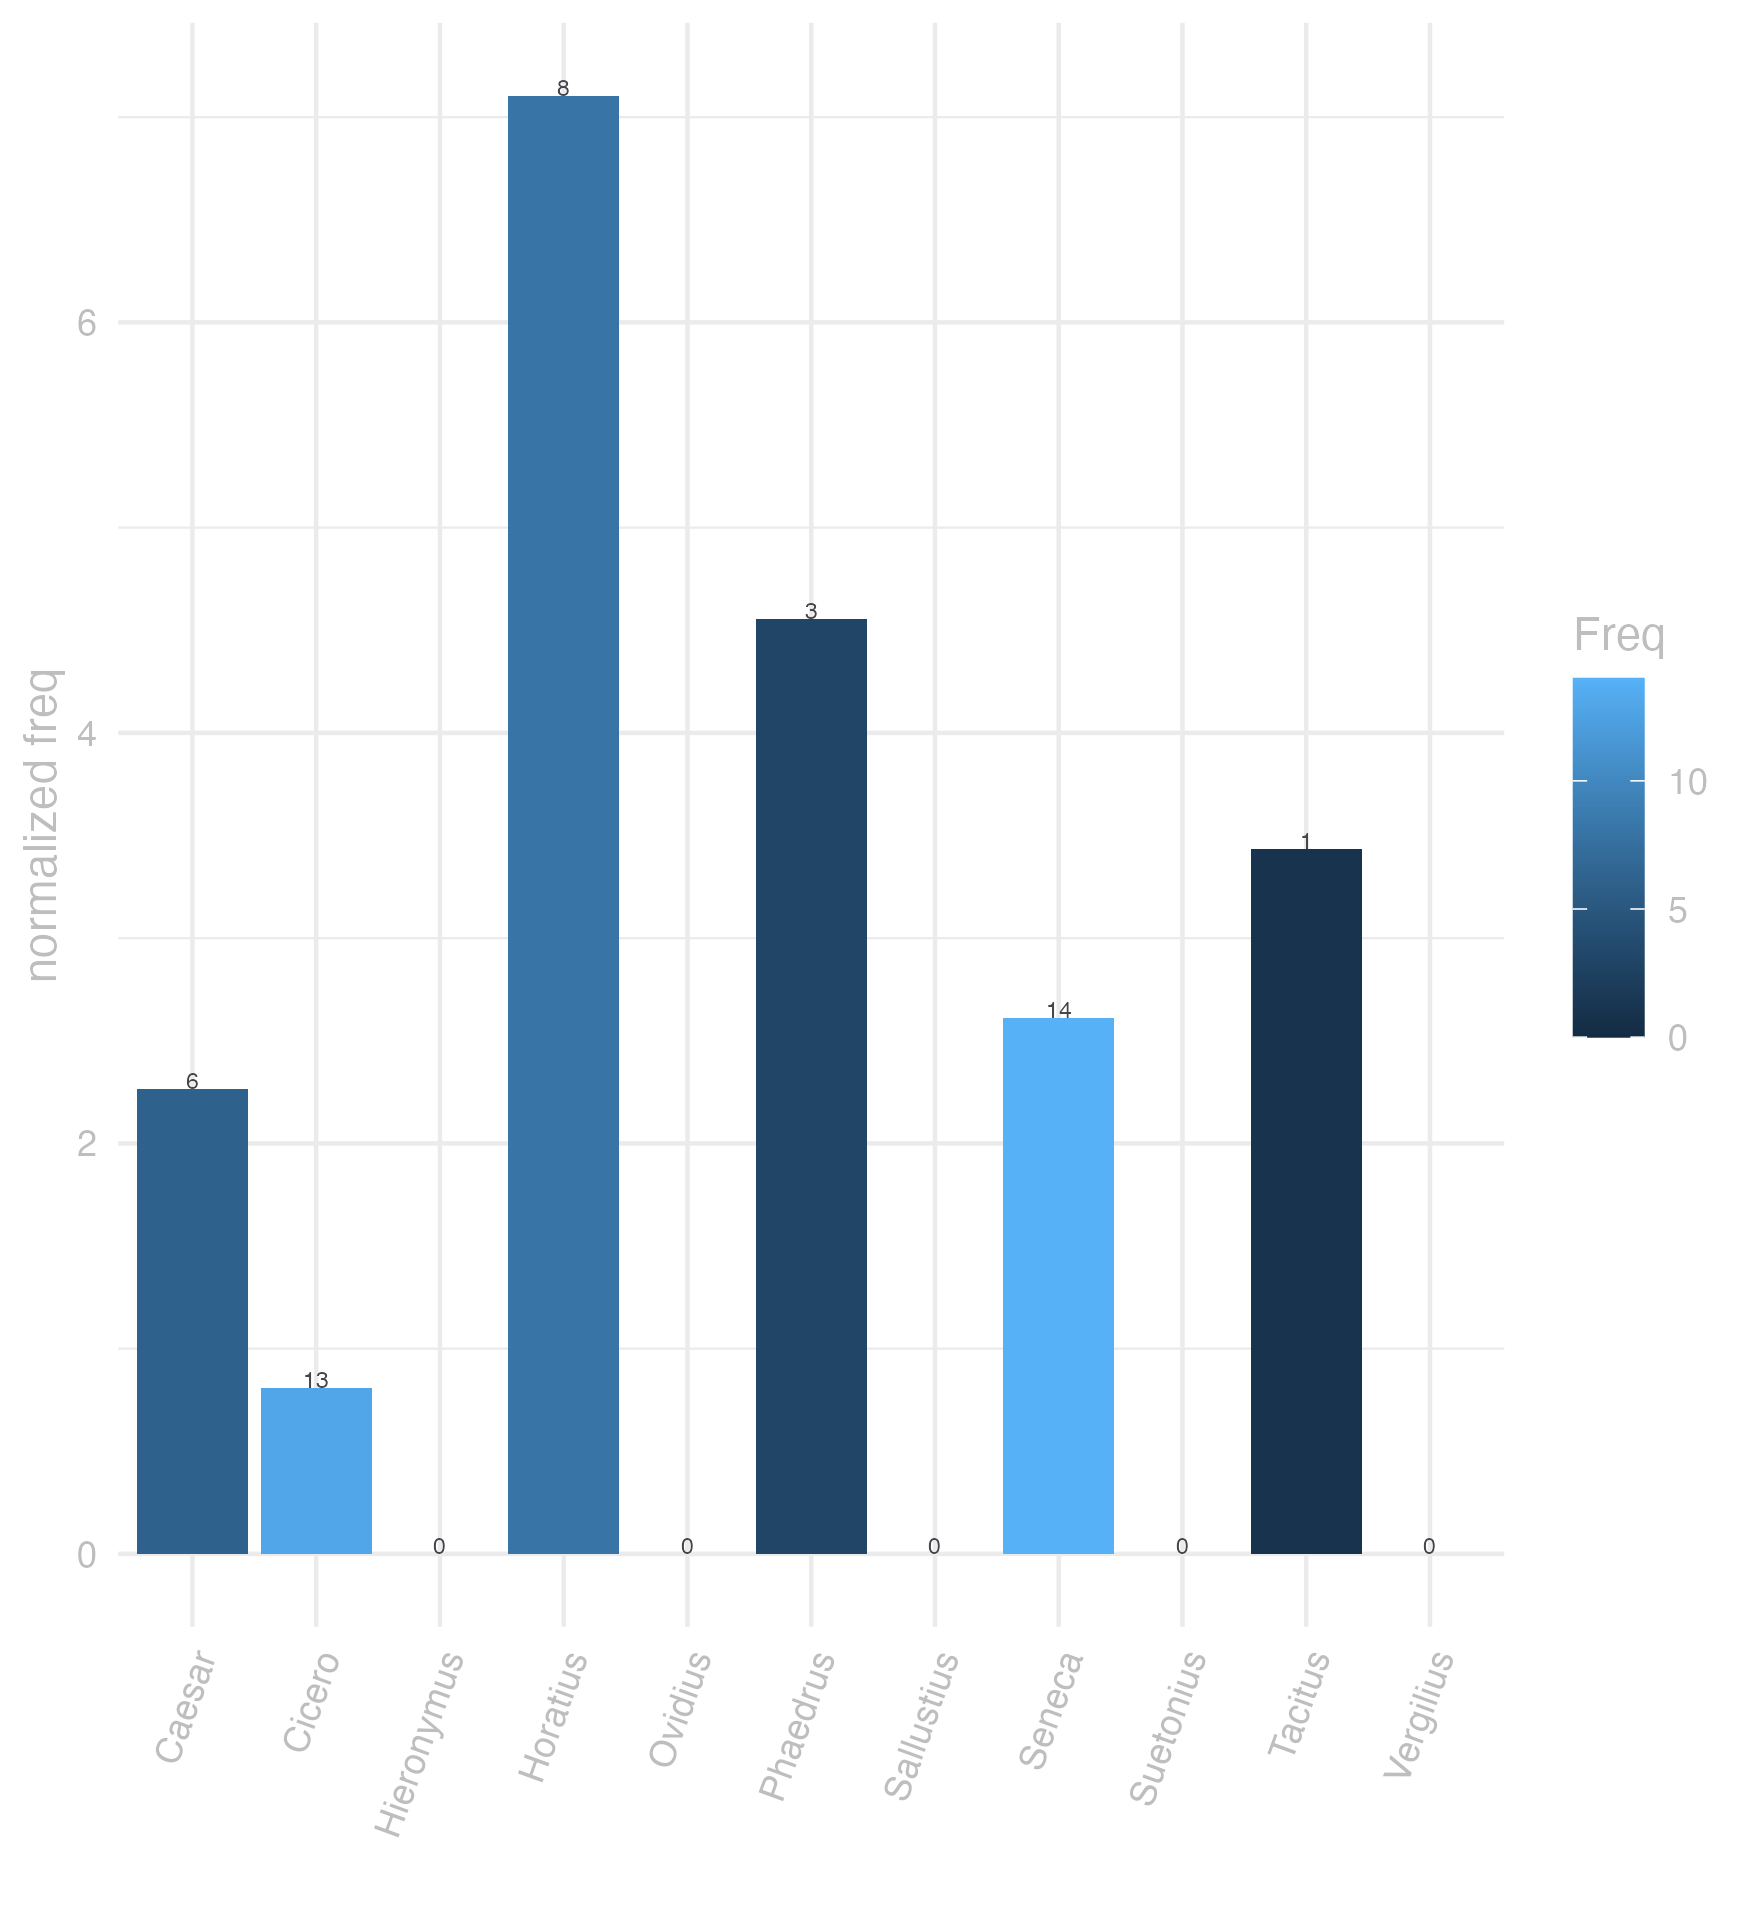 8
6
3
Freq
normalized freq
4
10
1
5
14
0
6
2
13
0
0
0
0
0
0
Caesar
Cicero
Hieronymus
Horatius
Ovidius
Phaedrus
Sallustius
Seneca
Suetonius
Tacitus
Vergilius